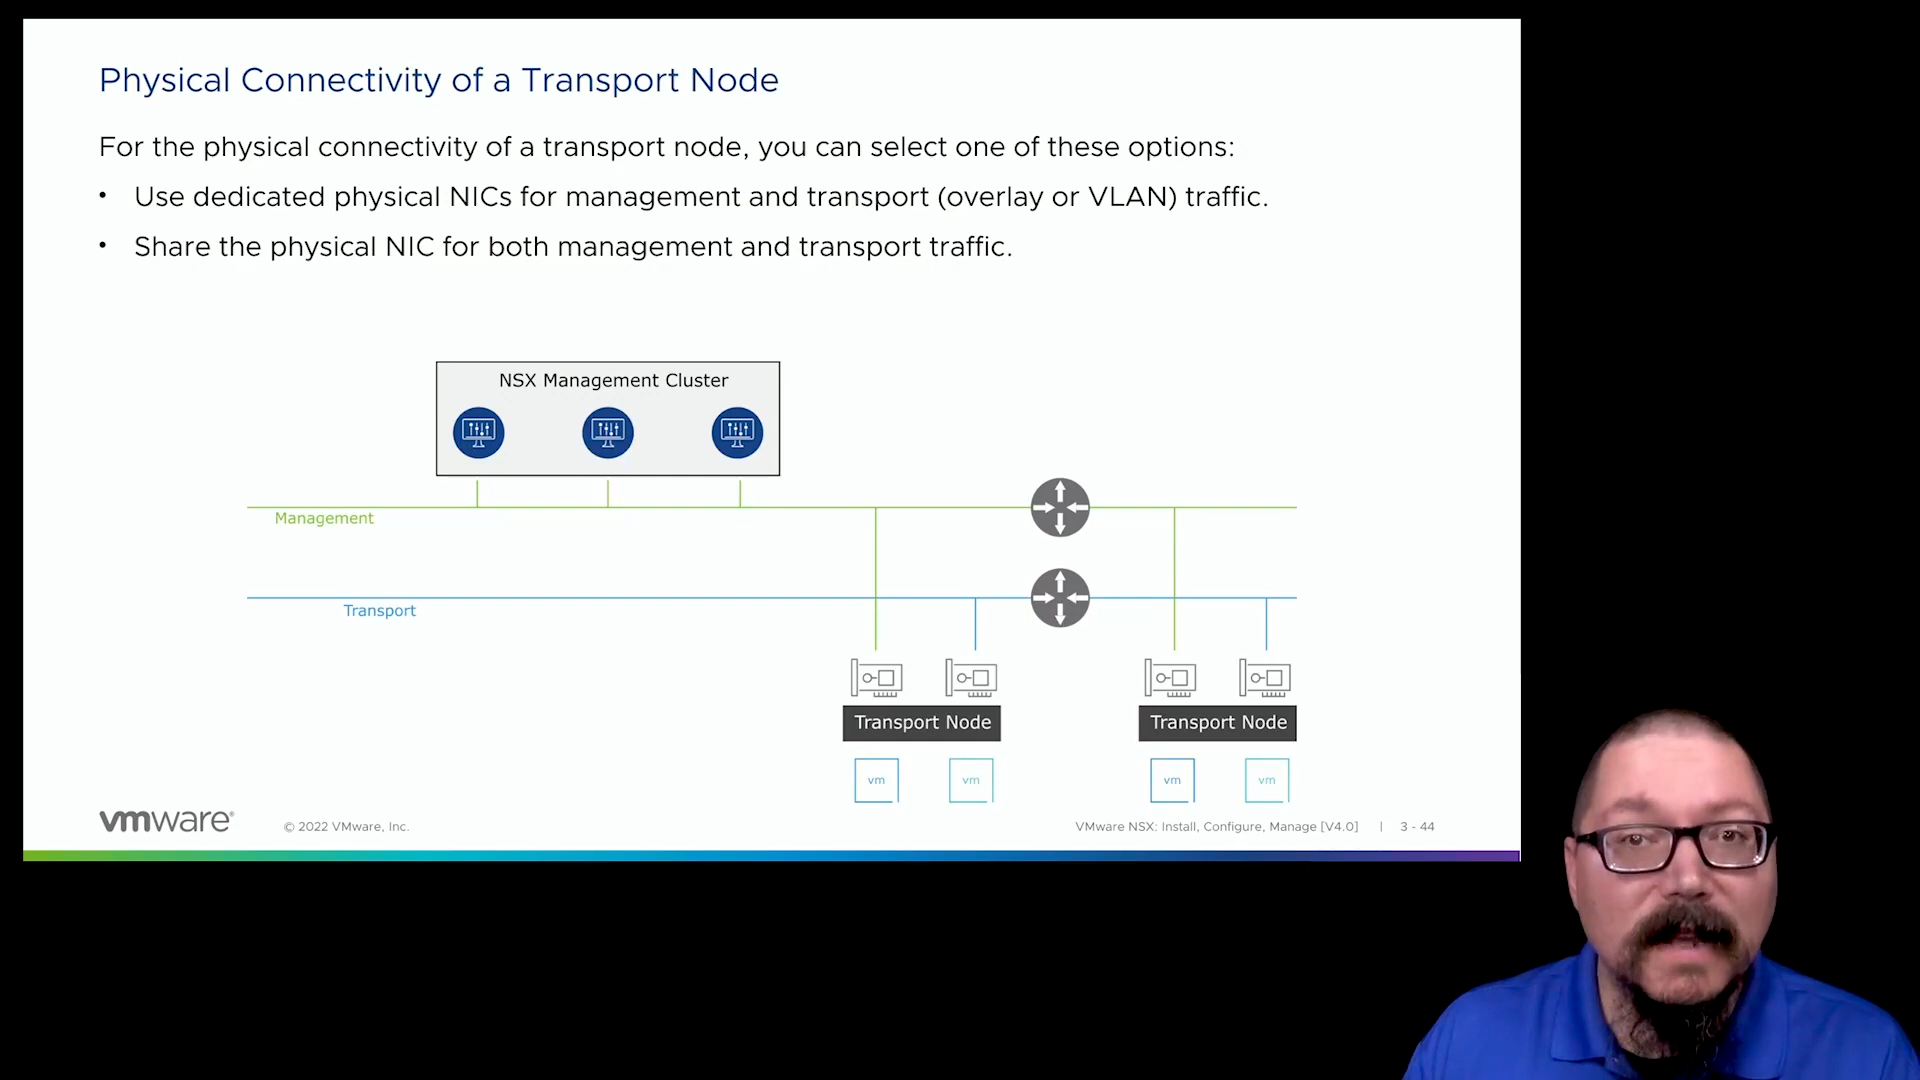 Physical Connectivity of a Transport Node
For the physical connectivity of a transport node, you can select one of these options:
• Use dedicated physical NICs for management and transport (overlay or VLAN) traffic.
• Share the physical NIC for both management and transport traffic.
NSX Management Cluster
Management
Transport
Transport Node
Transport Node
vm
vm
vm
vm
vmware®
© 2022 VMware, Inc.
VMware NSX: Install, Configure, Manage [V4.0] | 3 - 44